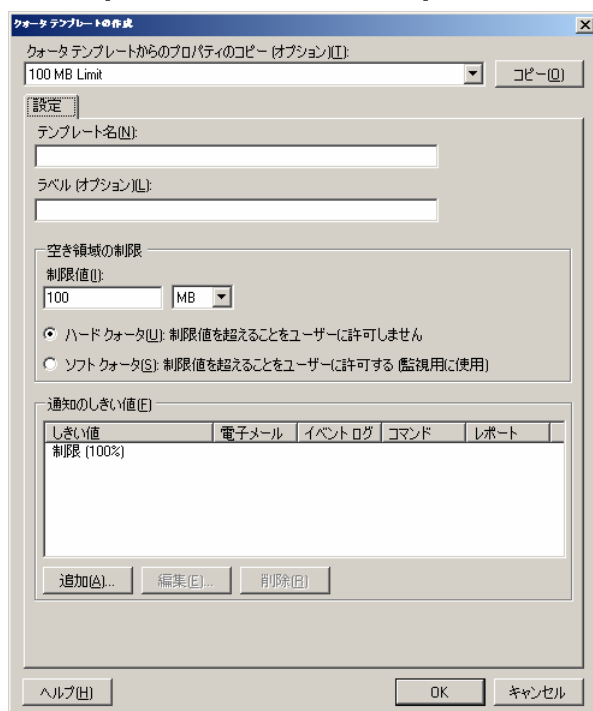 クォータ テンプレートの作成
クォータ テンプレートからのプロパティのコピー (オプション)(T):
100 MB Limit
コピー(O)
設定
テンプレート名(N):
ラベル (オプション)(L):
空き領域の制限
制限値(I):
100 MB
ハード クォータ(U): 制限値を超えることをユーザーに許可しません
ソフト クォータ(S): 制限値を超えることをユーザーに許可する (監視用に使用)
通知のしきい値(F)
しきい値 電子メール イベント ログ コマンド レポート
制限 (100%)
追加(A)... 編集(E)... 削除(R)
ヘルプ(H) OK キャンセル